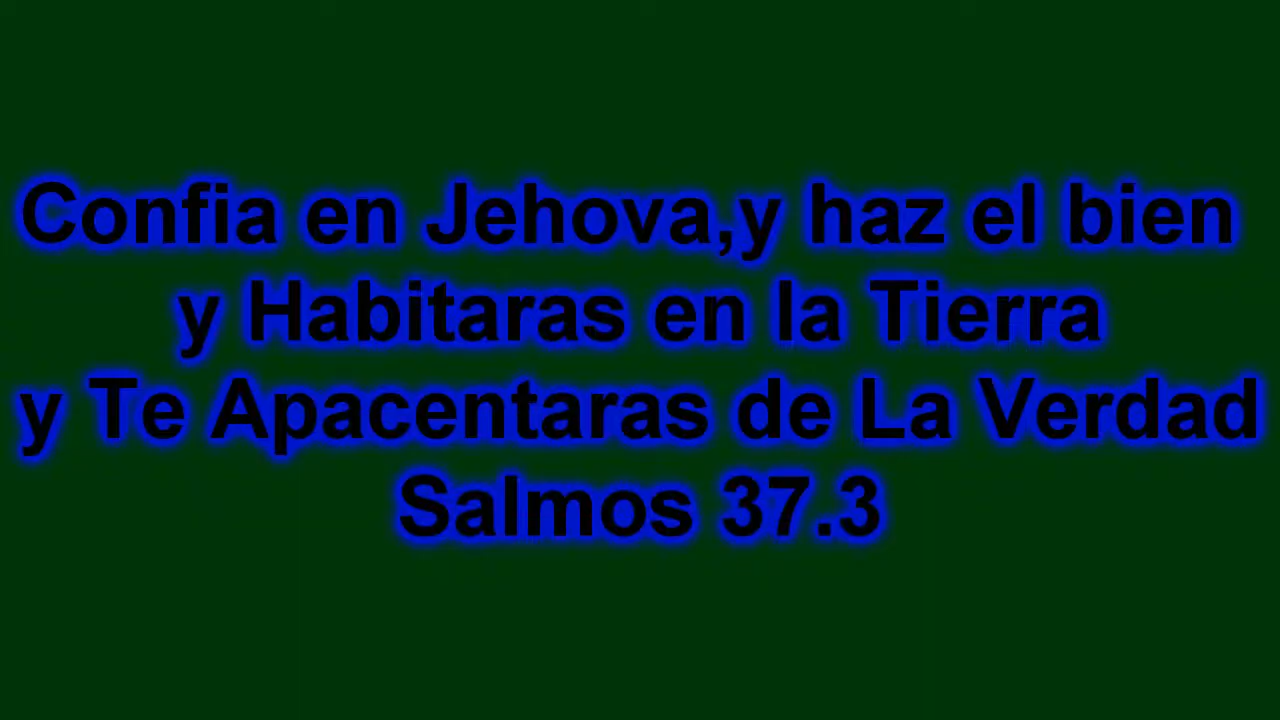 Confia en Jehova,y haz el bien
y Habitaras en la Tierra
y Te Apacentaras de La Verdad
Salmos 37.3